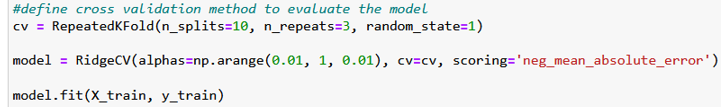 #define cross validation method to evaluate the model
cv = RepeatedKFold(n_splits=10, n_repeats=3, random_state=1)
model = RidgeCV(alphas=np.arange(0.01, 1, 0.01), cv=cv, scoring='neg_mean_absolute_error')
model.fit(X_train, y_train)